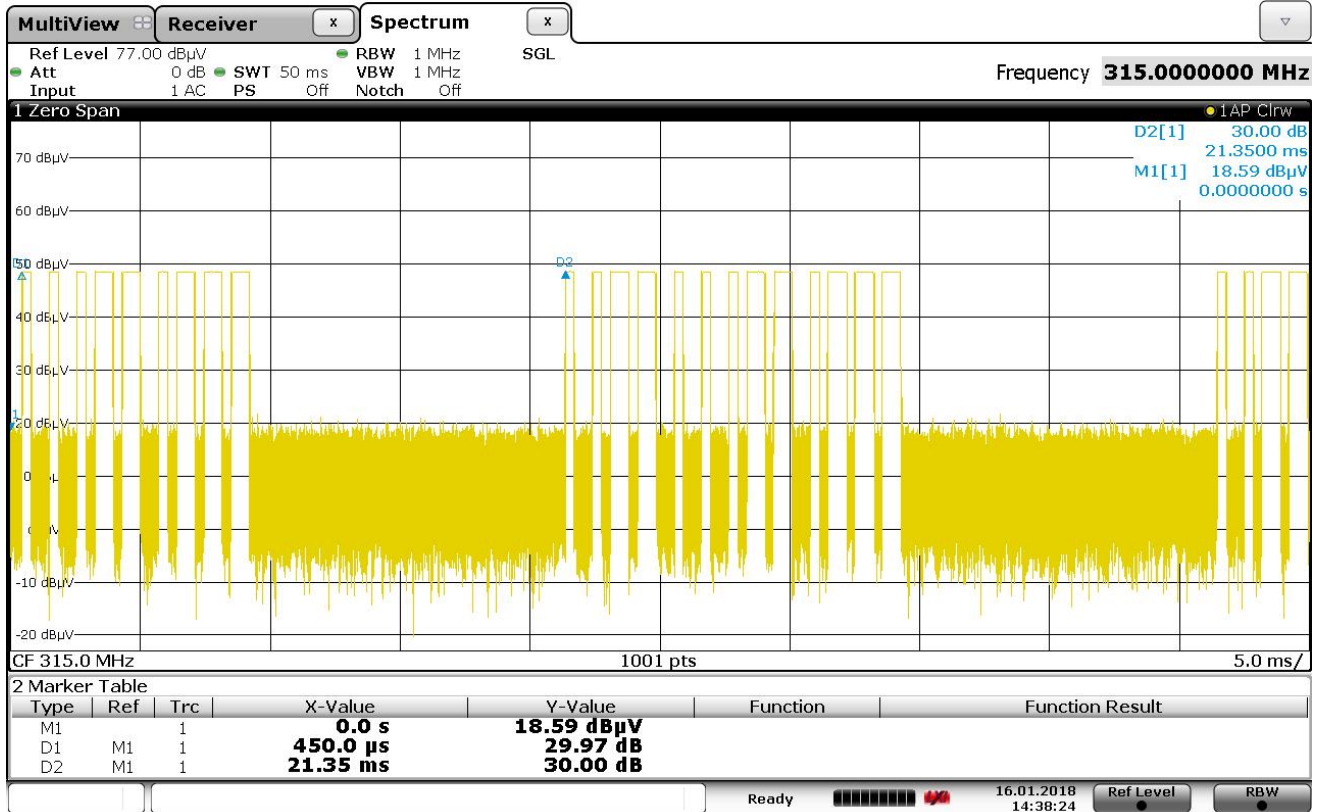 MultiView Receiver x Spectrum x
Ref Level 77.00 dBµV RBW 1 MHz SGL
Att 0 dB SWT 50 ms VBW 1 MHz Frequency 315.0000000 MHz
Input 1 AC PS Off Notch Off
1 Zero Span 1AP Clrw
D2[1] 30.00 dB
21.3500 ms
M1[1] 18.59 dBµV
0.0000000 s
70 dBµV
60 dBµV
50 dBµV
D2
40 dBµV
30 dBµV
20 dBµV
-10 dBµV
-20 dBµV
CF 315.0 MHz 1001 pts 5.0 ms/
2 Marker Table
Type Ref Trc X-Value Y-Value Function Function Result
M1 1 0.0 s 18.59 dBµV
D1 M1 1 450.0 µs 29.97 dB
D2 M1 1 21.35 ms 30.00 dB
Ready 16.01.2018 Ref Level RBW
14:38:24